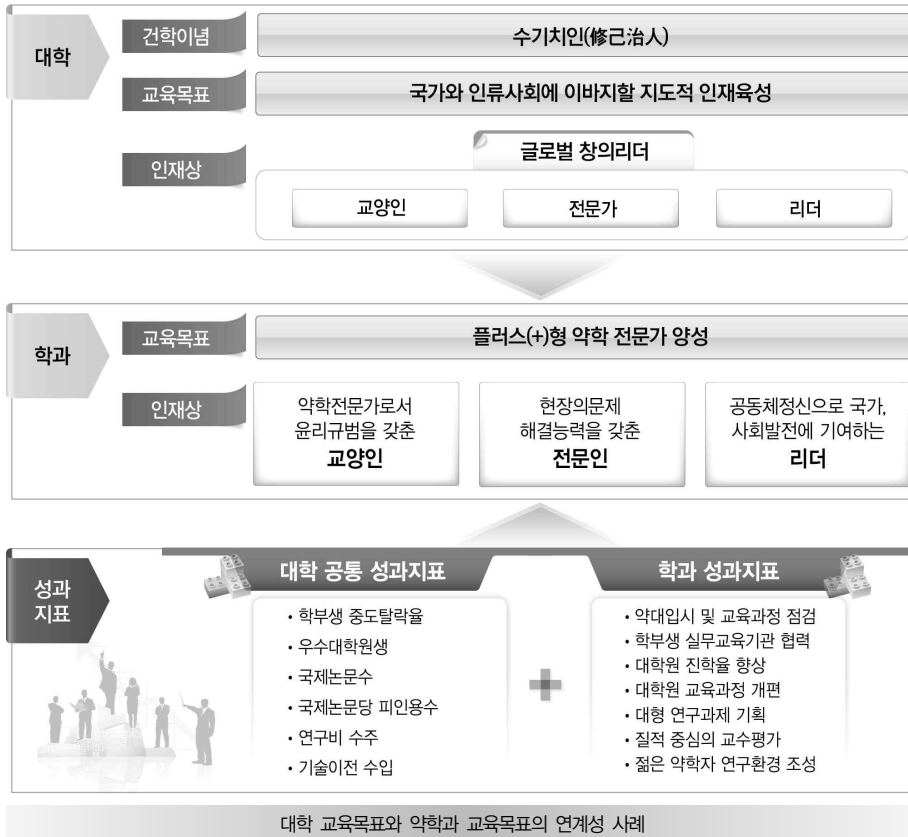 대학
건학이념
수기치인(修己治人)
교육목표
국가와 인류사회에 이바지할 지도적 인재육성
인재상
글로벌 창의리더
교양인
전문가
리더
학과
교육목표
플러스(+)형 약학 전문가 양성
인재상
약학전문가로서
윤리규범을 갖춘
교양인
현장의문제
해결능력을 갖춘
전문인
공동체정신으로 국가,
사회발전에 기여하는
리더
성과
지표
대학 공통 성과지표
• 학부생 중도탈락율
• 우수대학원생
• 국제논문수
• 국제논문당 피인용수
• 연구비 수주
• 기술이전 수입
학과 성과지표
• 약대입시 및 교육과정 점검
• 학부생 실무교육기관 협력
• 대학원 진학율 향상
• 대학원 교육과정 개편
• 대형 연구과제 기획
• 질적 중심의 교수평가
• 젊은 약학자 연구환경 조성
대학 교육목표와 약학과 교육목표의 연계성 사례